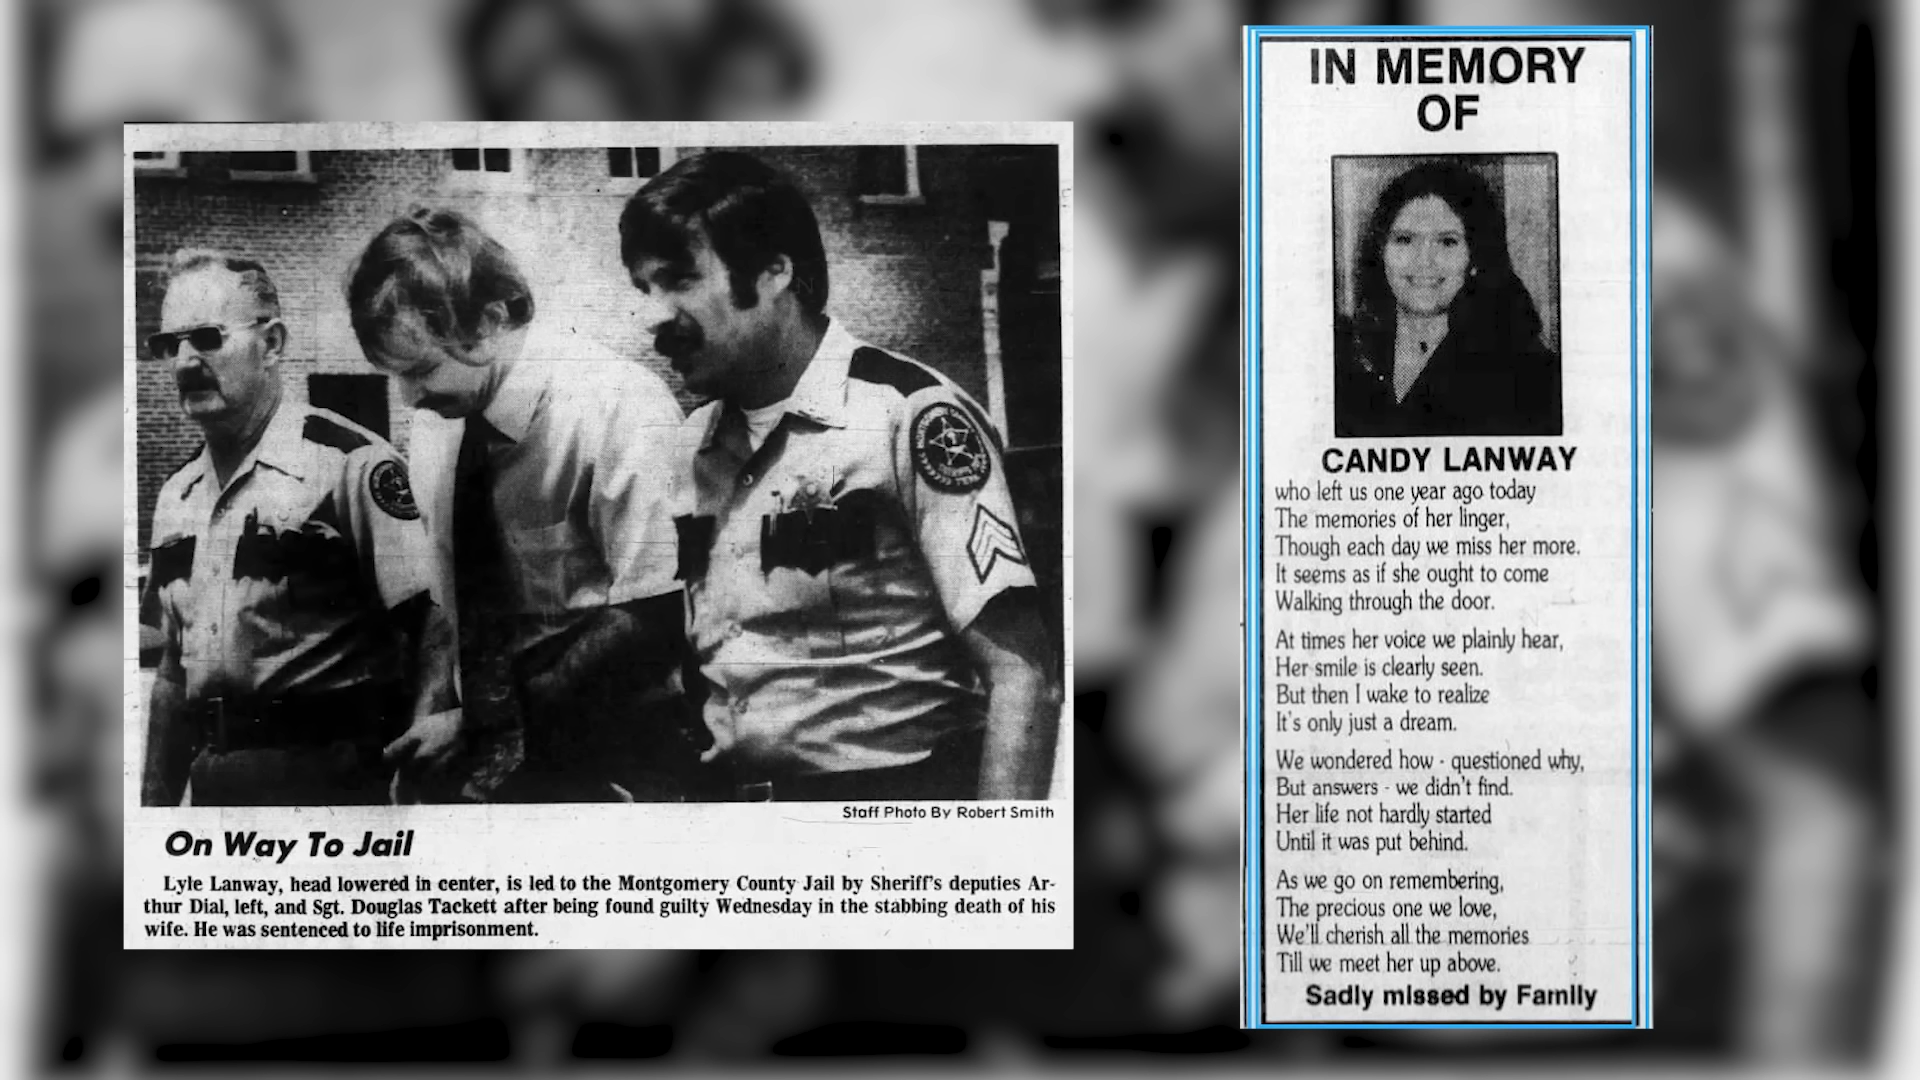 Staff Photo By Robert Smith
On Way To Jail
Lyle Lanway, head lowered in center, is led to the Montgomery County Jail by Sheriff's deputies Ar-
thur Dial, left, and Sgt. Douglas Tackett after being found guilty Wednesday in the stabbing death of his
wife. He was sentenced to life imprisonment.
IN MEMORY
OF
CANDY LANWAY
who left us one year ago today
The memories of her linger,
Though each day we miss her more.
It seems as if she ought to come
Walking through the door.
At times her voice we plainly hear,
Her smile is clearly seen.
But then I wake to realize
It's only just a dream.
We wondered how - questioned why,
But answers - we didn't find.
Her life not hardly started
Until it was put behind.
As we go on remembering,
The precious one we love,
We'll cherish all the memories
Till we meet her up above.
Sadly missed by Family